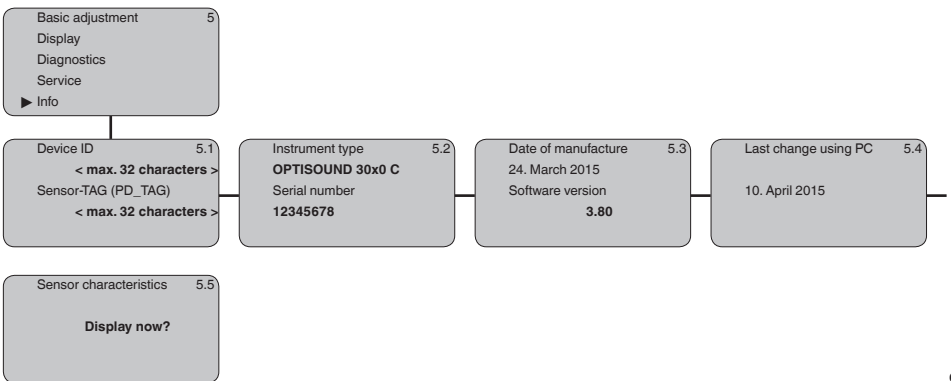 Basic adjustment 5
Display
Diagnostics
Service
▶ Info
Device ID 5.1
< max. 32 characters >
Sensor-TAG (PD_TAG)
< max. 32 characters >
Instrument type 5.2
OPTISOUND 30x0 C
Serial number
12345678
Date of manufacture 5.3
24. March 2015
Software version
3.80
Last change using PC 5.4
10. April 2015
Sensor characteristics 5.5
Display now?